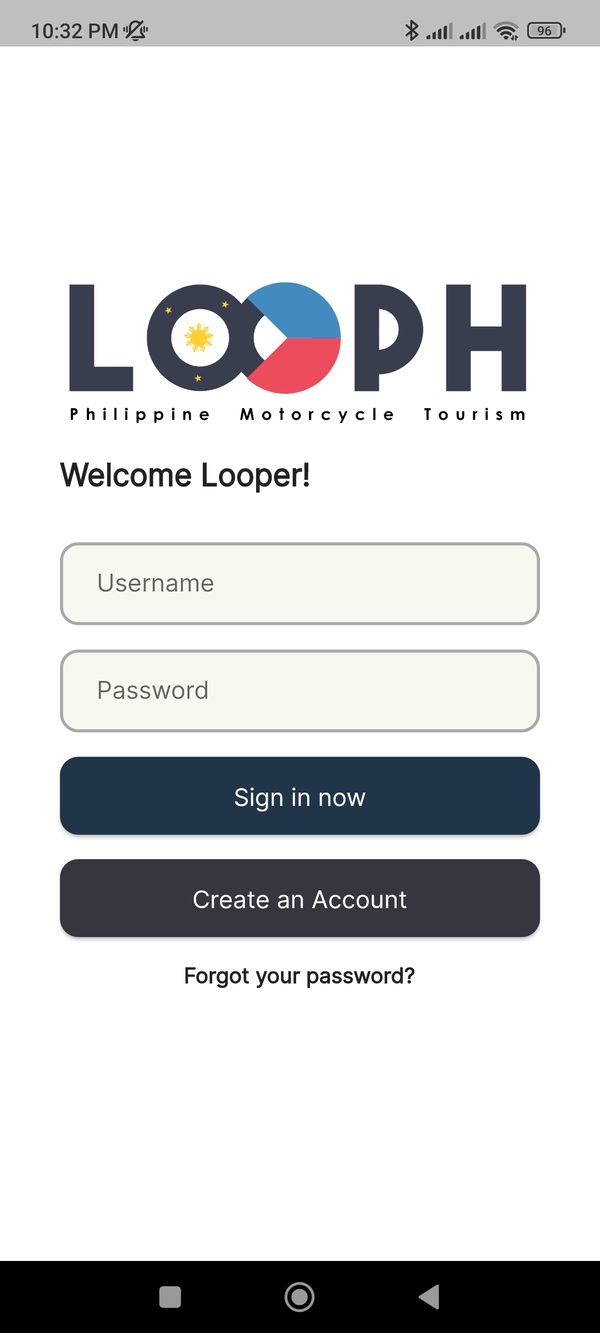 10:32 PM 96
LOOPH
Philippine Motorcycle Tourism
Welcome Looper!
Username
Password
Sign in now
Create an Account
Forgot your password?